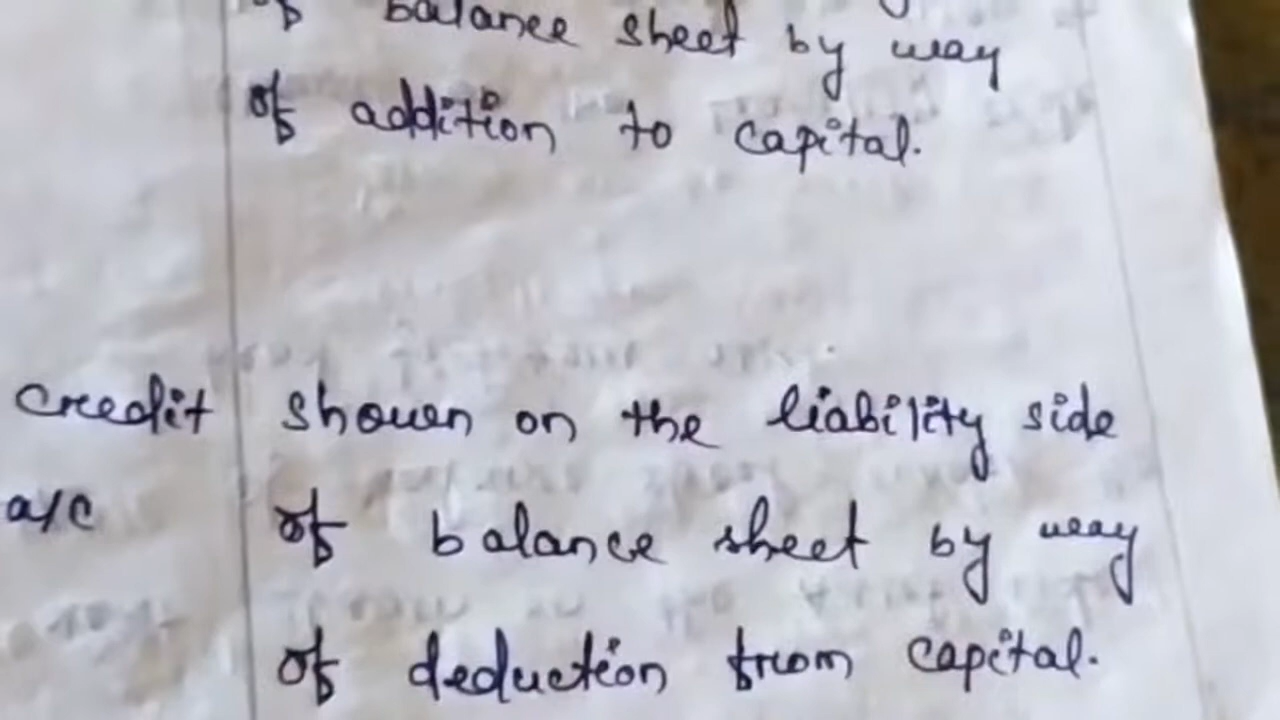 of balance sheet by way
of addition to capital.
credit shown on the liability side
a/c of balance sheet by way
of deduction from capital.